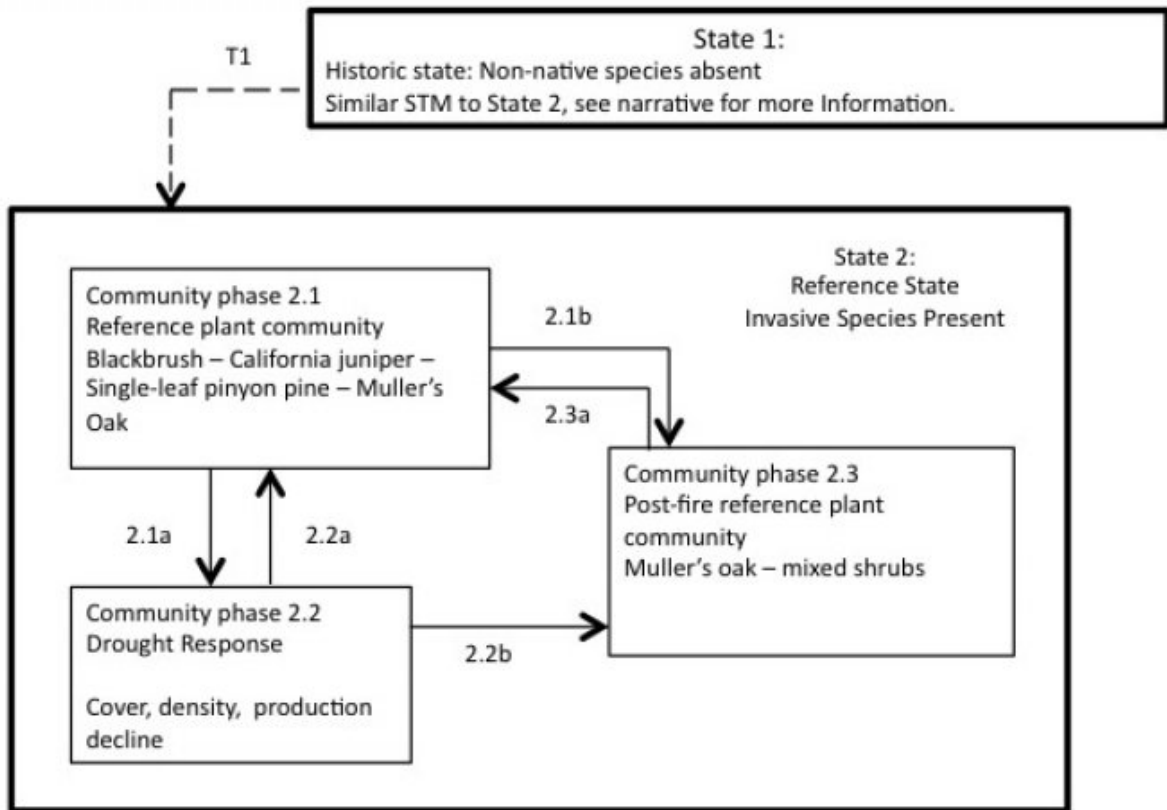 State 1:
T1
Historic state: Non-native species absent
Similar STM to State 2, see narrative for more Information.
State 2:
Reference State
Invasive Species Present
Community phase 2.1
Reference plant community
Blackbrush – California juniper –
Single-leaf pinyon pine – Muller's
Oak
2.1b
2.3a
Community phase 2.3
Post-fire reference plant
community
Muller's oak – mixed shrubs
2.1a
2.2a
Community phase 2.2
Drought Response
Cover, density, production
decline
2.2b